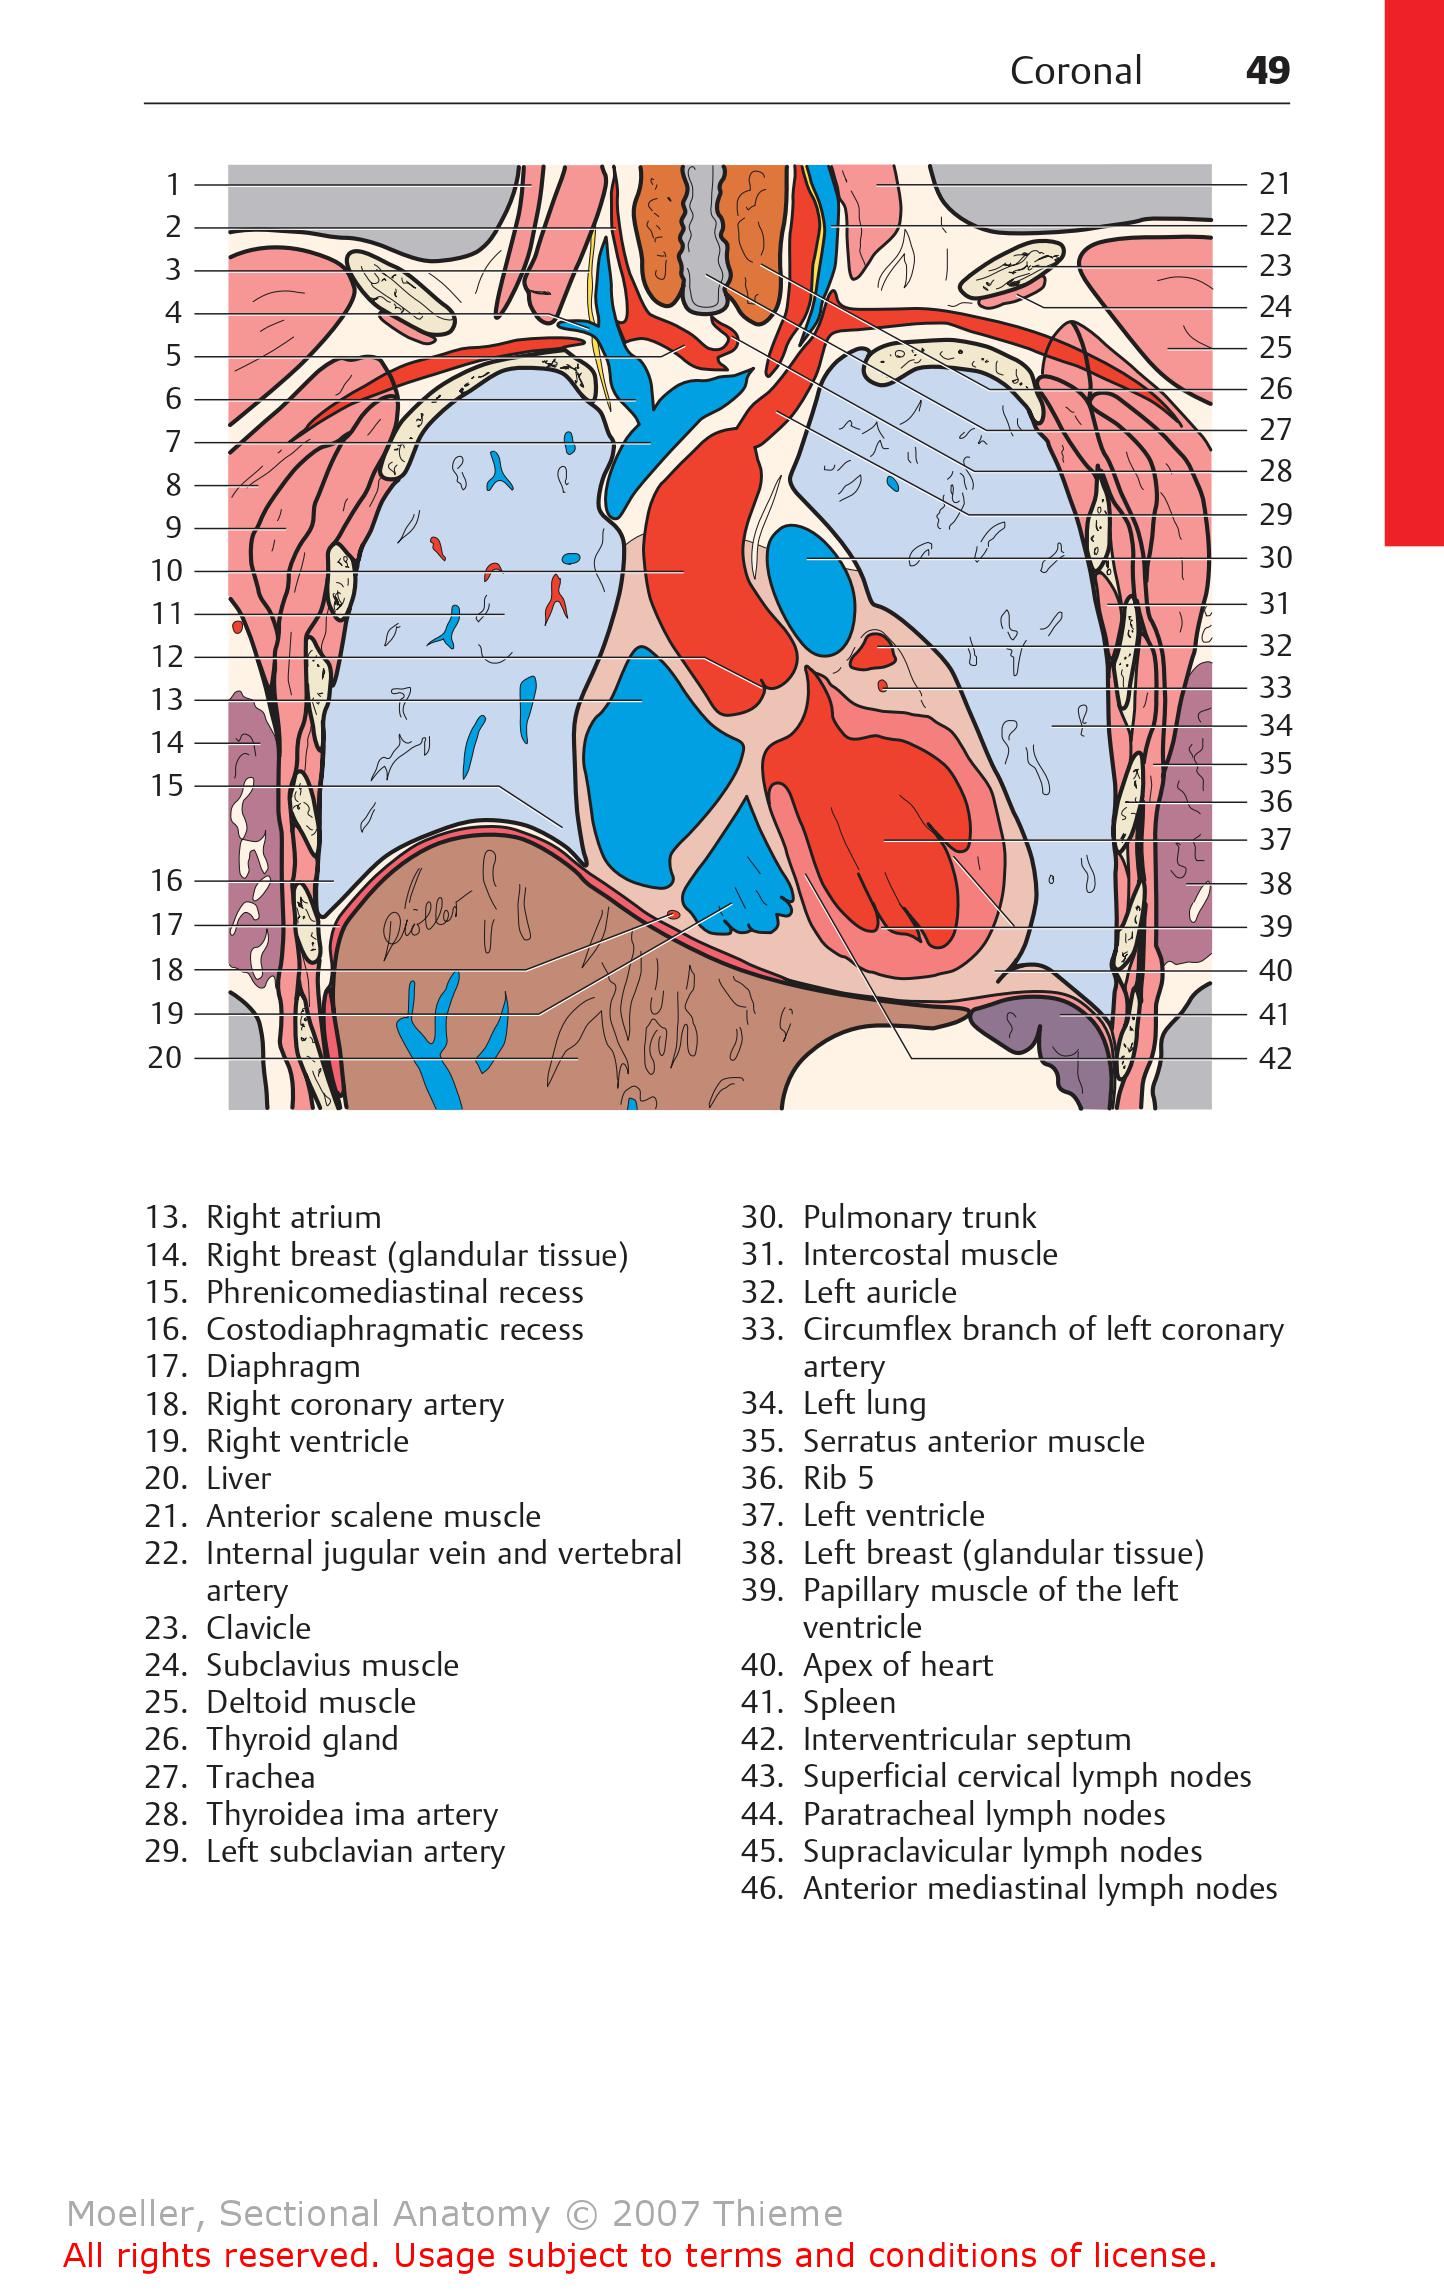 Coronal 49
1
2
3
4
5
6
7
8
9
10
11
12
13
14
15
16
17
18
19
20
21
22
23
24
25
26
27
28
29
30
31
32
33
34
35
36
37
38
39
40
41
42
13. Right atrium
14. Right breast (glandular tissue)
15. Phrenicomediastinal recess
16. Costodiaphragmatic recess
17. Diaphragm
18. Right coronary artery
19. Right ventricle
20. Liver
21. Anterior scalene muscle
22. Internal jugular vein and vertebral
artery
23. Clavicle
24. Subclavius muscle
25. Deltoid muscle
26. Thyroid gland
27. Trachea
28. Thyroidea ima artery
29. Left subclavian artery
30. Pulmonary trunk
31. Intercostal muscle
32. Left auricle
33. Circumflex branch of left coronary
artery
34. Left lung
35. Serratus anterior muscle
36. Rib 5
37. Left ventricle
38. Left breast (glandular tissue)
39. Papillary muscle of the left
ventricle
40. Apex of heart
41. Spleen
42. Interventricular septum
43. Superficial cervical lymph nodes
44. Paratracheal lymph nodes
45. Supraclavicular lymph nodes
46. Anterior mediastinal lymph nodes
Moeller, Sectional Anatomy © 2007 Thieme
All rights reserved. Usage subject to terms and conditions of license.